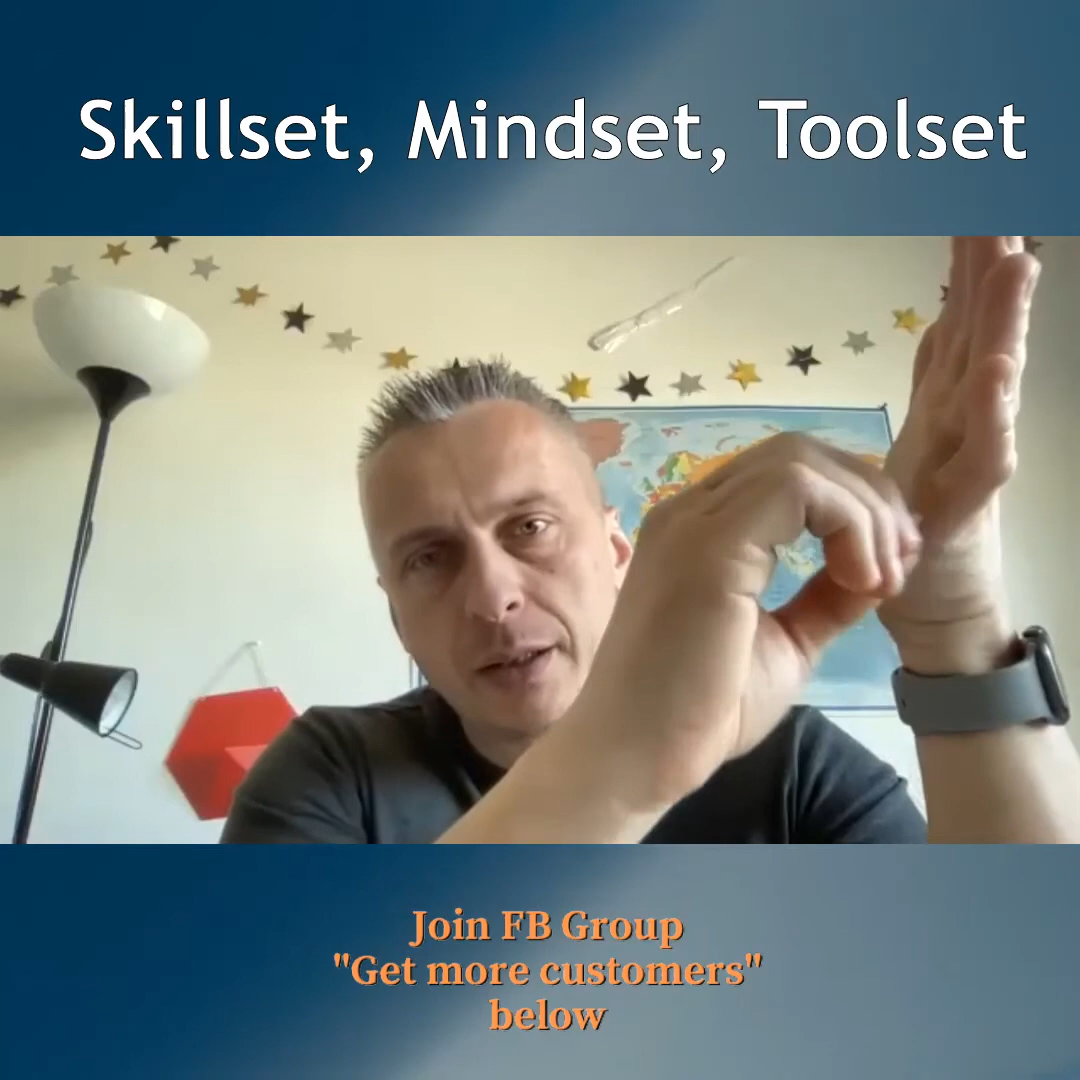 Skillset, Mindset, Toolset
Join FB Group
"Get more customers"
below